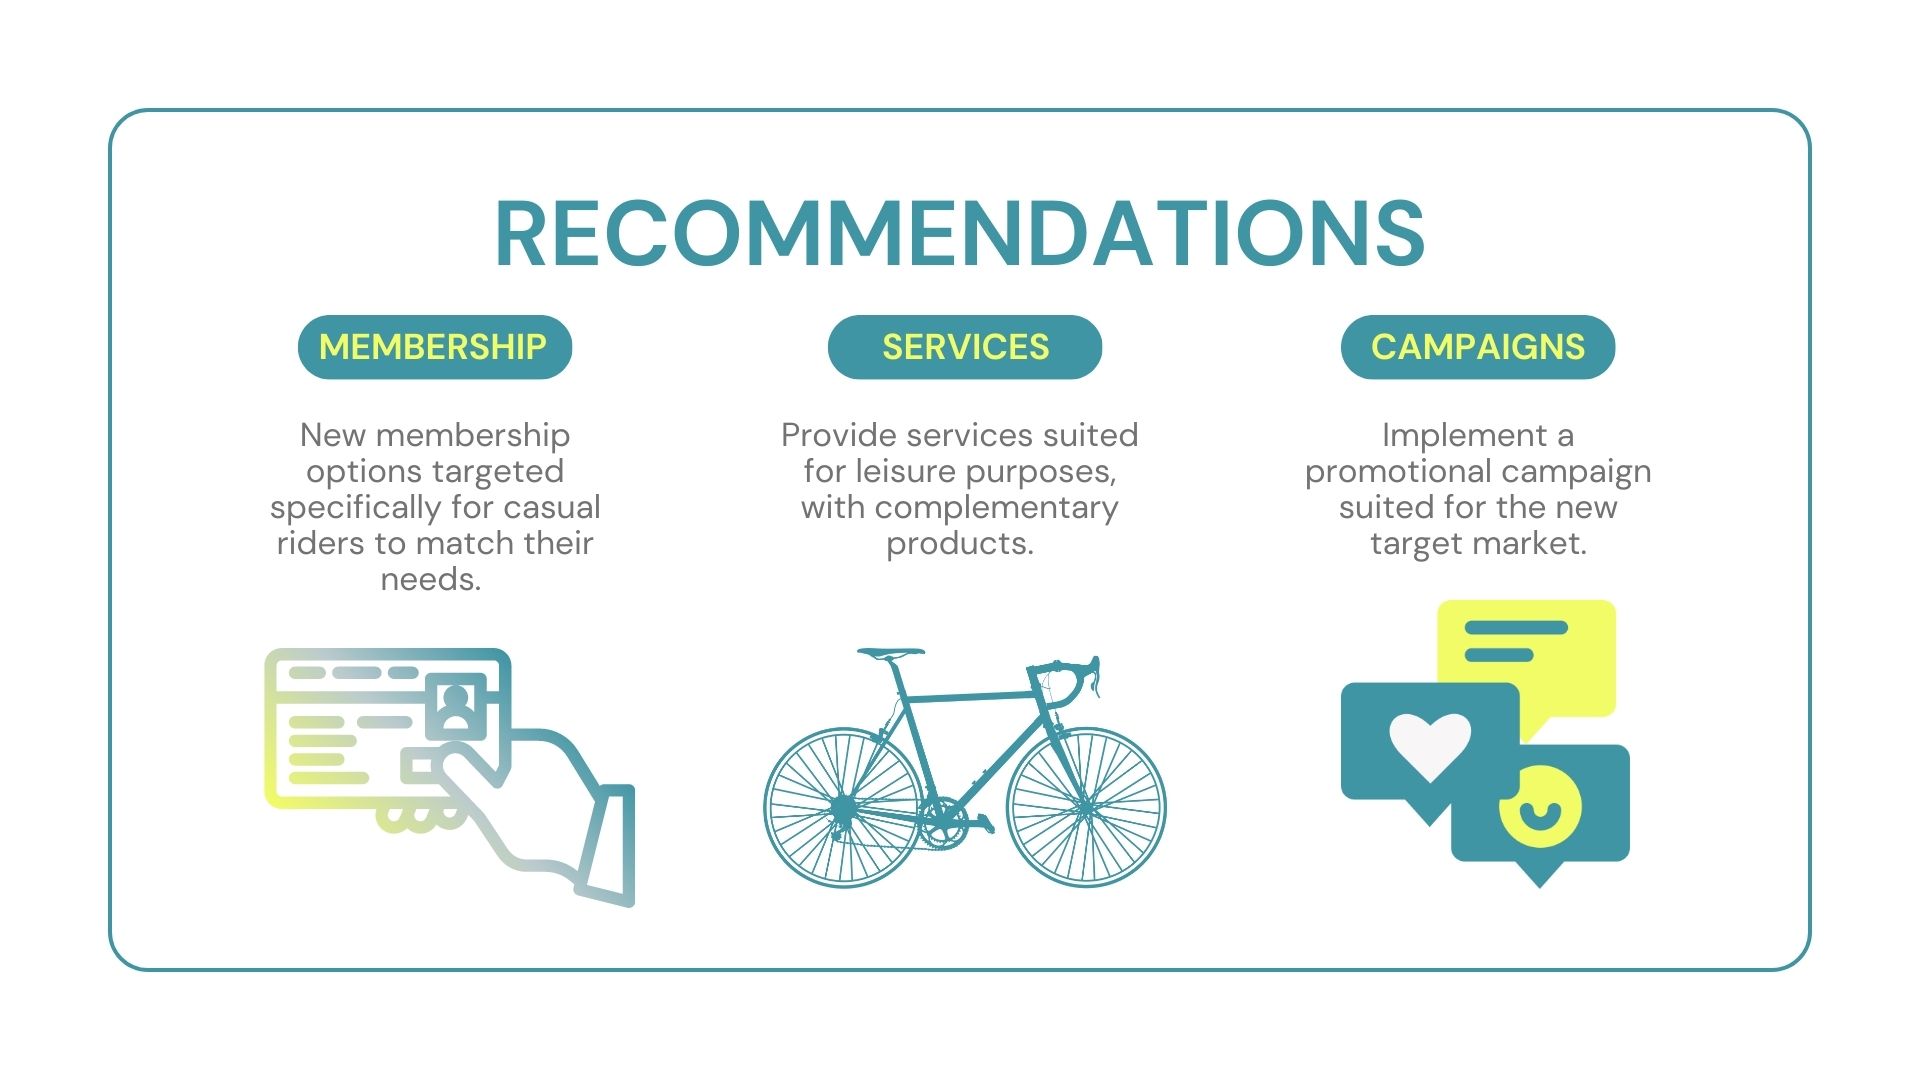 RECOMMENDATIONS
MEMBERSHIP
New membership
options targeted
specifically for casual
riders to match their
needs.
SERVICES
Provide services suited
for leisure purposes,
with complementary
products.
CAMPAIGNS
Implement a
promotional campaign
suited for the new
target market.